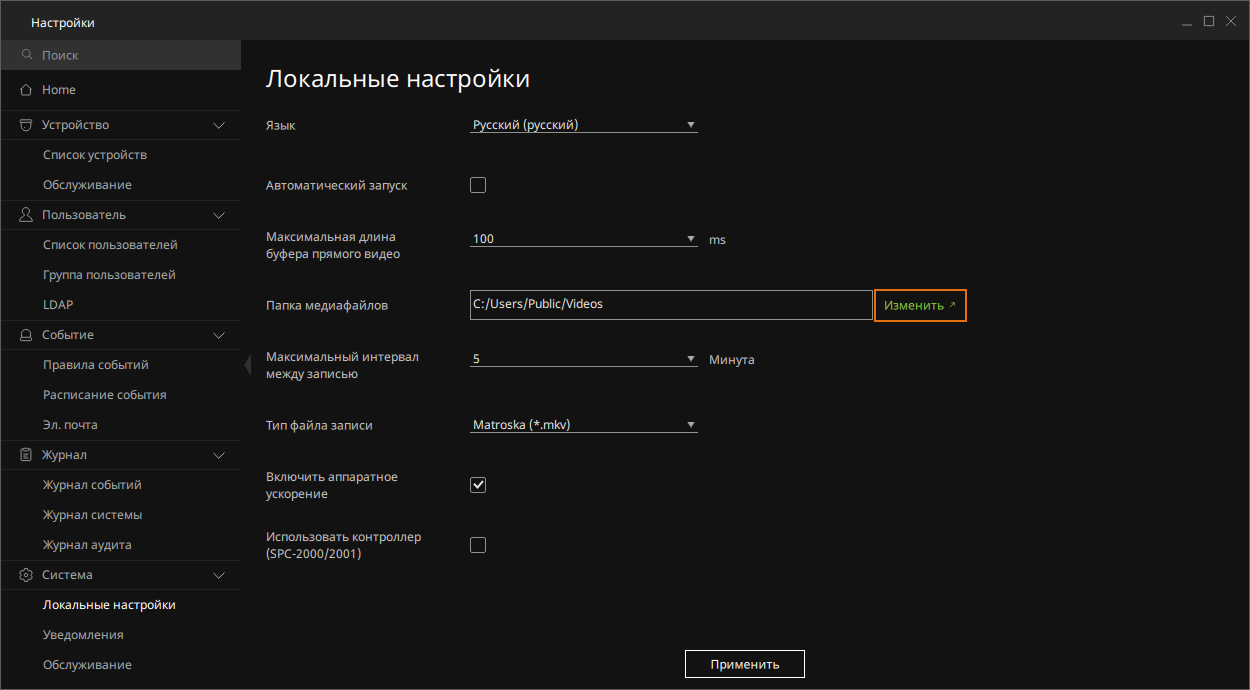 Настройки
Поиск
Home
Устройство
Список устройств
Обслуживание
Пользователь
Список пользователей
Группа пользователей
LDAP
Событие
Правила событий
Расписание события
Эл. почта
Журнал
Журнал событий
Журнал системы
Журнал аудита
Система
Локальные настройки
Уведомления
Обслуживание
Локальные настройки
Язык
Русский (русский)
Автоматический запуск
Максимальная длина
буфера прямого видео
100
ms
Папка медиафайлов
C:/Users/Public/Videos
Изменить
Максимальный интервал
между записью
5
Минута
Тип файла записи
Matroska (*.mkv)
Включить аппаратное
ускорение
Использовать контроллер
(SPC-2000/2001)
Применить